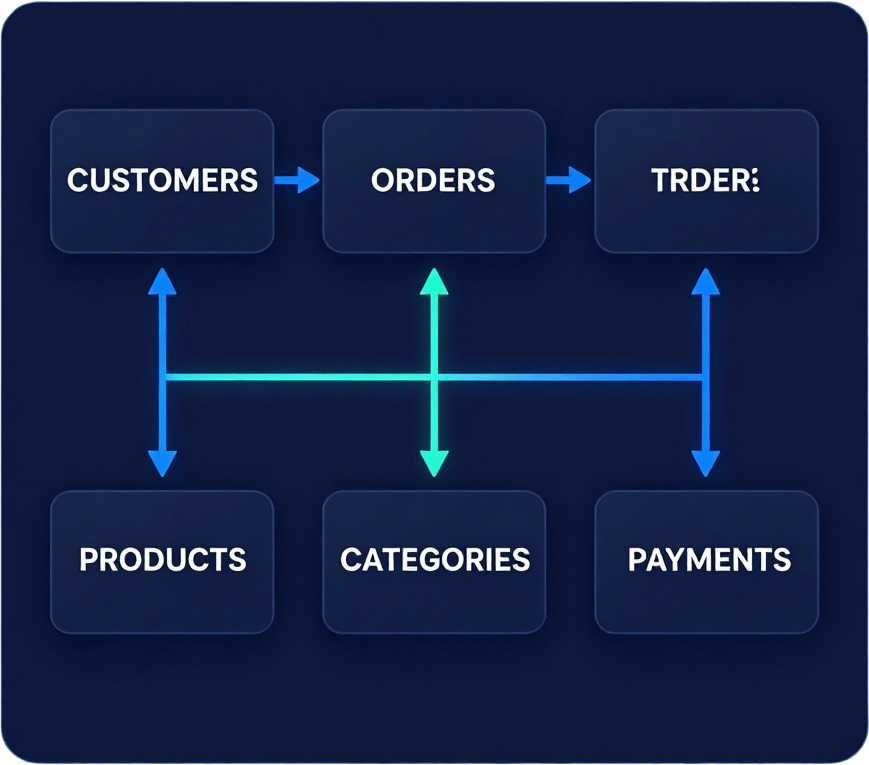 CUSTOMERS
ORDERS
PRODUCTS
CATEGORIES
PAYMENTS